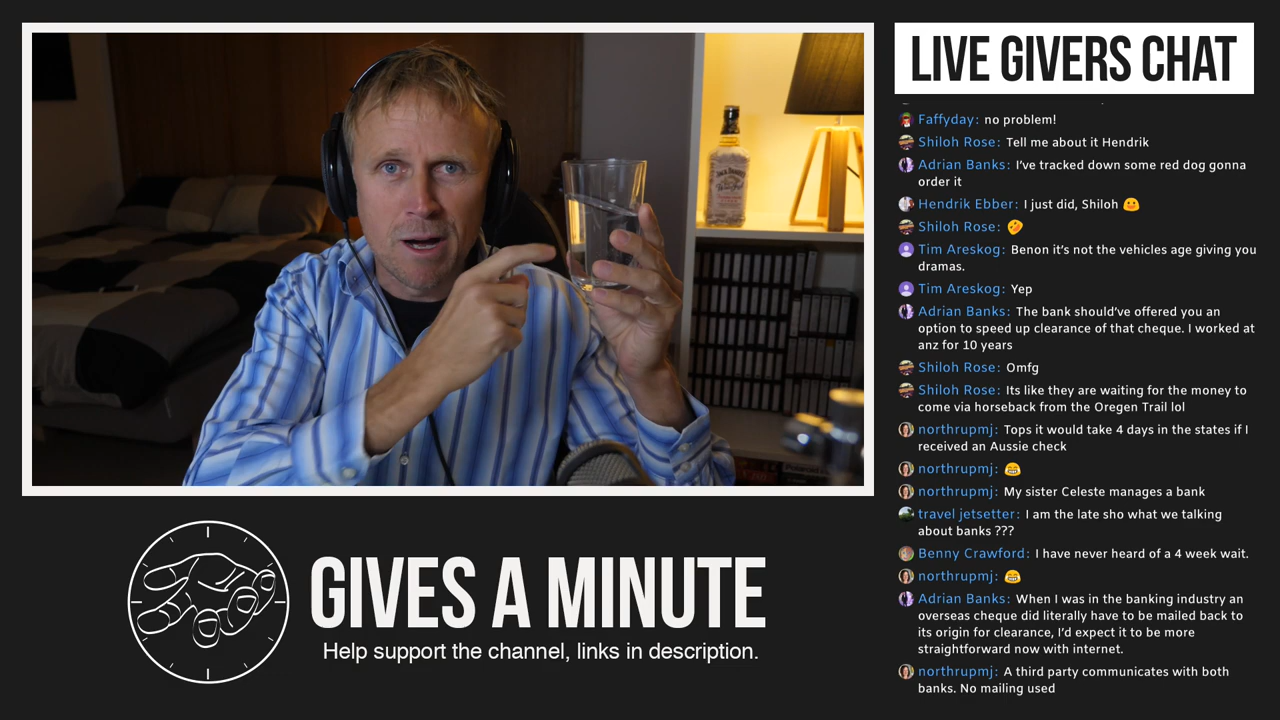 LIVE GIVERS CHAT
Faffyday: no problem!
Shiloh Rose: Tell me about it Hendrik
Adrian Banks: I've tracked down some red dog gonna
order it
Hendrik Ebber: I just did, Shiloh 🙂
Shiloh Rose: 🏈
Tim Areskog: Benon it's not the vehicles age giving you
dramas.
Tim Areskog: Yep
Adrian Banks: The bank should've offered you an
option to speed up clearance of that cheque. I worked at
anz for 10 years
Shiloh Rose: Omfg
Shiloh Rose: Its like they are waiting for the money to
come via horseback from the Oregen Trail lol
northrupmj: Tops it would take 4 days in the states if I
received an Aussie check
northrupmj: 😁
northrupmj: My sister Celeste manages a bank
travel jetsetter: I am the late sho what we talking
about banks ???
Benny Crawford: I have never heard of a 4 week wait.
northrupmj: 😁
Adrian Banks: When I was in the banking industry an
overseas cheque did literally have to be mailed back to
its origin for clearance, I'd expect it to be more
straightforward now with internet.
northrupmj: A third party communicates with both
banks. No mailing used
GIVES A MINUTE
Help support the channel, links in description.